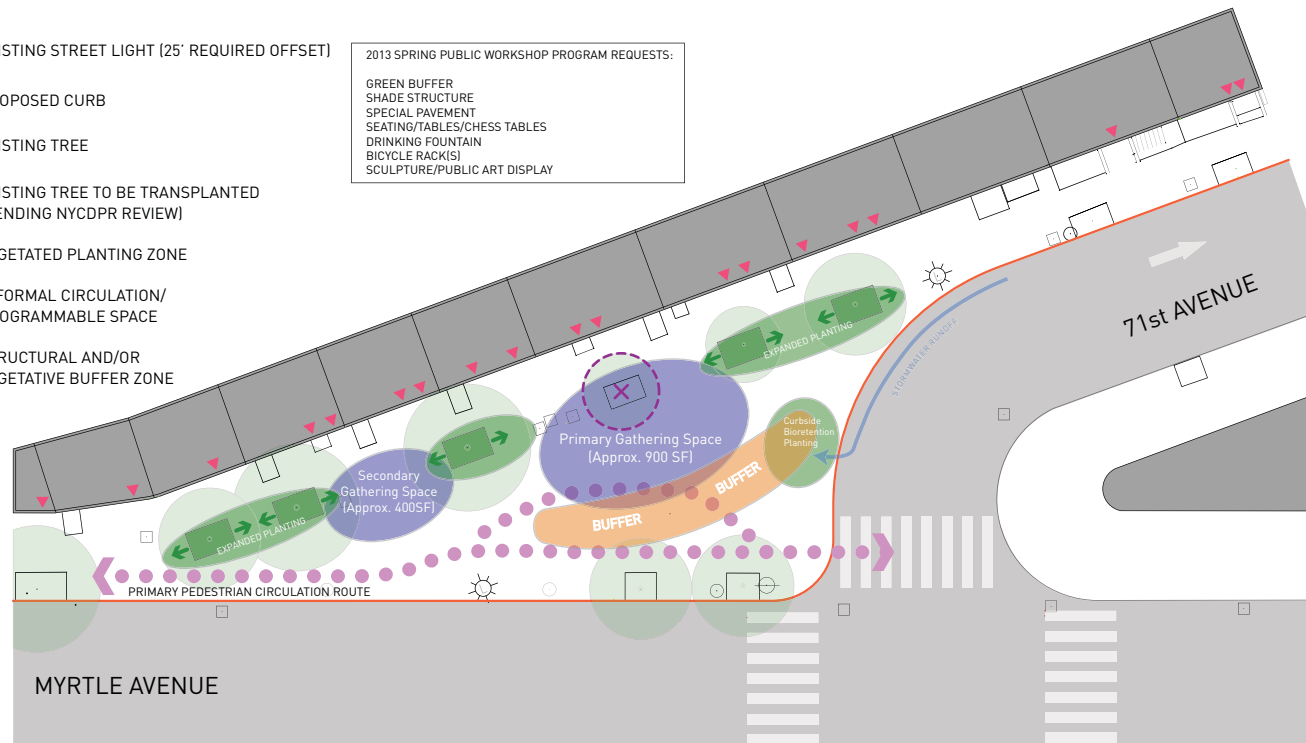 ISTING STREET LIGHT (25' REQUIRED OFFSET)
OPOSED CURB
ISTING TREE
ISTING TREE TO BE TRANSPLANTED
ENDING NYCDPR REVIEW)
GETATED PLANTING ZONE
FORMAL CIRCULATION/
OGRAMMABLE SPACE
RUCTURAL AND/OR
GETATIVE BUFFER ZONE
2013 SPRING PUBLIC WORKSHOP PROGRAM REQUESTS:
GREEN BUFFER
SHADE STRUCTURE
SPECIAL PAVEMENT
SEATING/TABLES/CHESS TABLES
DRINKING FOUNTAIN
BICYCLE RACK(S)
SCULPTURE/PUBLIC ART DISPLAY
71st AVENUE
STORMWATER RUNOFF
EXPANDED PLANTING
Curbside
Bioretention
Planting
Primary Gathering Space
(Approx. 900 SF)
BUFFER
BUFFER
Secondary
Gathering Space
(Approx. 400SF)
EXPANDED PLANTING
PRIMARY PEDESTRIAN CIRCULATION ROUTE
MYRTLE AVENUE